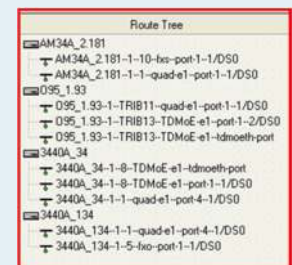 Route Tree
AM34A_2.181
AM34A_2.181--1--10-fxs-port-1--1/DS0
AM34A_2.181--1--1-quad-e1--port-1--1/DS0
O95_1.93
O95_1.93-1--TRIB11-quad-e1--port-1--1/DS0
O95_1.93-1--TRIB13-TDMoE-e1-port-1--2/DS0
O95_1.93-1--TRIB13-TDMoE-e1--tdmoeth-port
3440A_34
3440A_34--1--8-TDMoE-e1--tdmoeth-port
3440A_34--1--8-TDMoE-e1-port-1--1/DS0
3440A_34--1--1--quad-e1--port-4--1/DS0
3440A_134
3440A_134--1--1--quad-e1--port-4--1/DS0
3440A_134--1--5-fxo-port-1--1/DS0